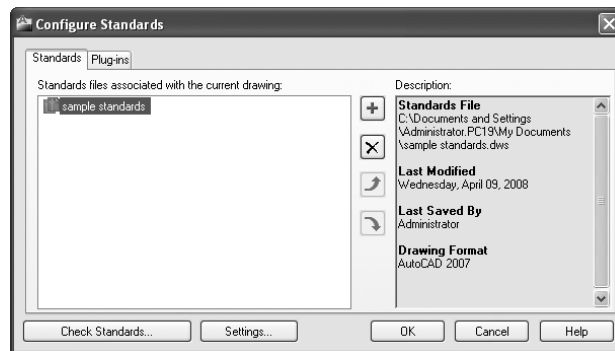 Configure Standards
Standards
Plug-ins
Standards files associated with the current drawing:
sample standards
Description:
Standards File
C:\Documents and Settings
\Administrator.PC19\My Documents
\sample standards.dws
Last Modified
Wednesday, April 09, 2008
Last Saved By
Administrator
Drawing Format
AutoCAD 2007
Check Standards...
Settings...
OK
Cancel
Help